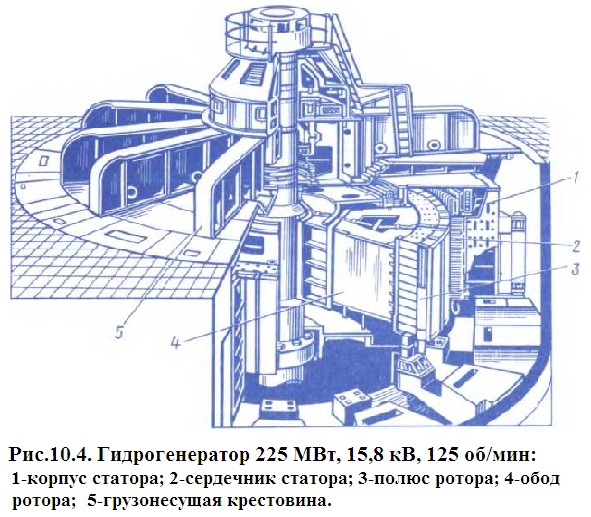 1
2
3
4
5
Рис.10.4. Гидрогенератор 225 МВт, 15,8 кВ, 125 об/мин:
1-корпус статора; 2-сердечник статора; 3-полюс ротора; 4-обод
ротора; 5-грузонесущая крестовина.